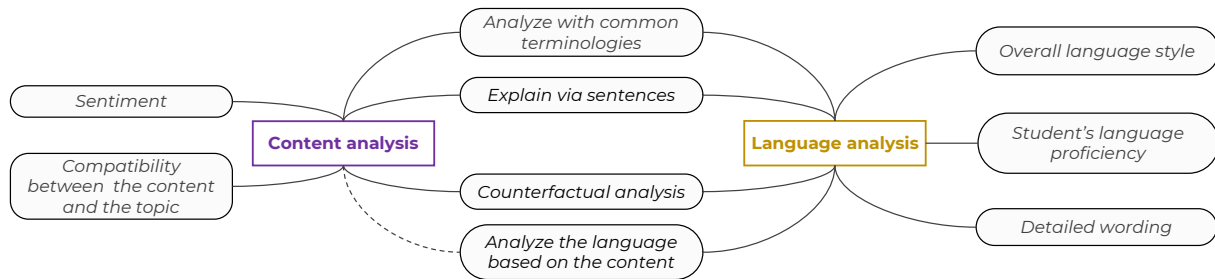 Analyze with common
terminologies
Overall language style
Sentiment
Explain via sentences
Content analysis
Language analysis
Student's language
proficiency
Compatibility
between the content
and the topic
Counterfactual analysis
Analyze the language
based on the content
Detailed wording